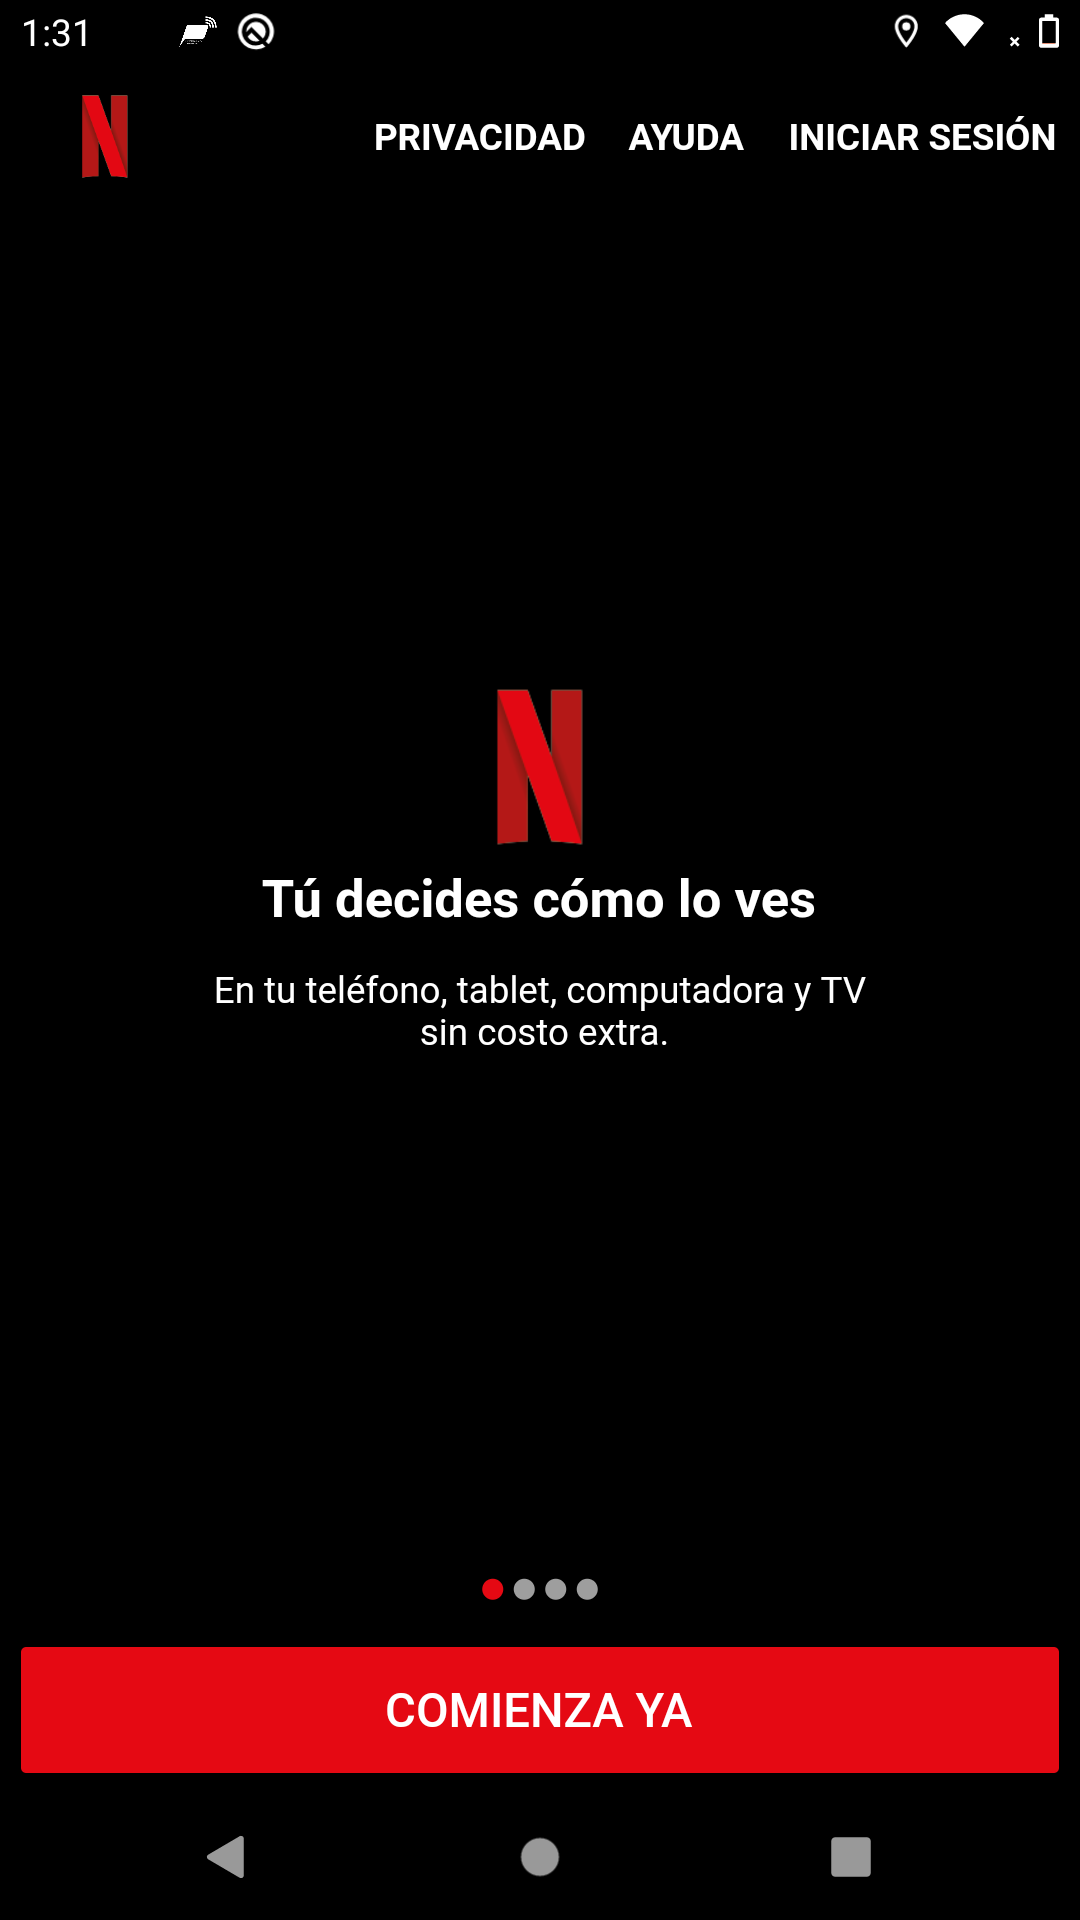 1:31
PRIVACIDAD AYUDA INICIAR SESIÓN
Tú decides cómo lo ves
En tu teléfono, tablet, computadora y TV
sin costo extra.
COMIENZA YA